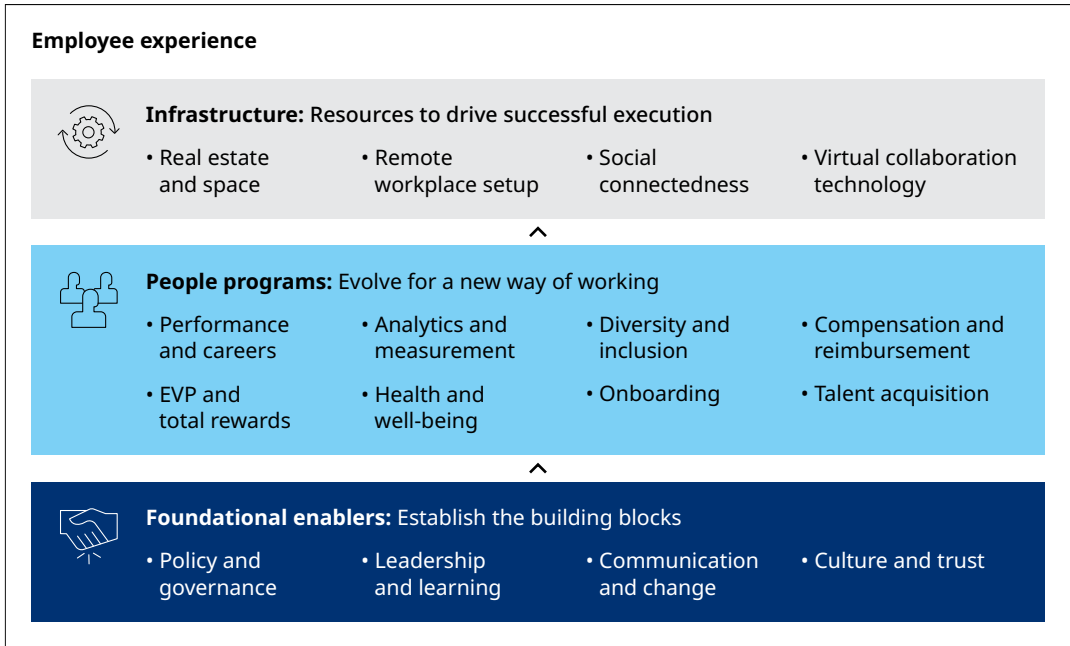 Employee experience
Infrastructure: Resources to drive successful execution
• Real estate
and space
• Remote
workplace setup
• Social
connectedness
• Virtual collaboration
technology
People programs: Evolve for a new way of working
• Performance
and careers
• Analytics and
measurement
• Diversity and
inclusion
• Compensation and
reimbursement
• EVP and
total rewards
• Health and
well-being
• Onboarding
• Talent acquisition
Foundational enablers: Establish the building blocks
• Policy and
governance
• Leadership
and learning
• Communication
and change
• Culture and trust